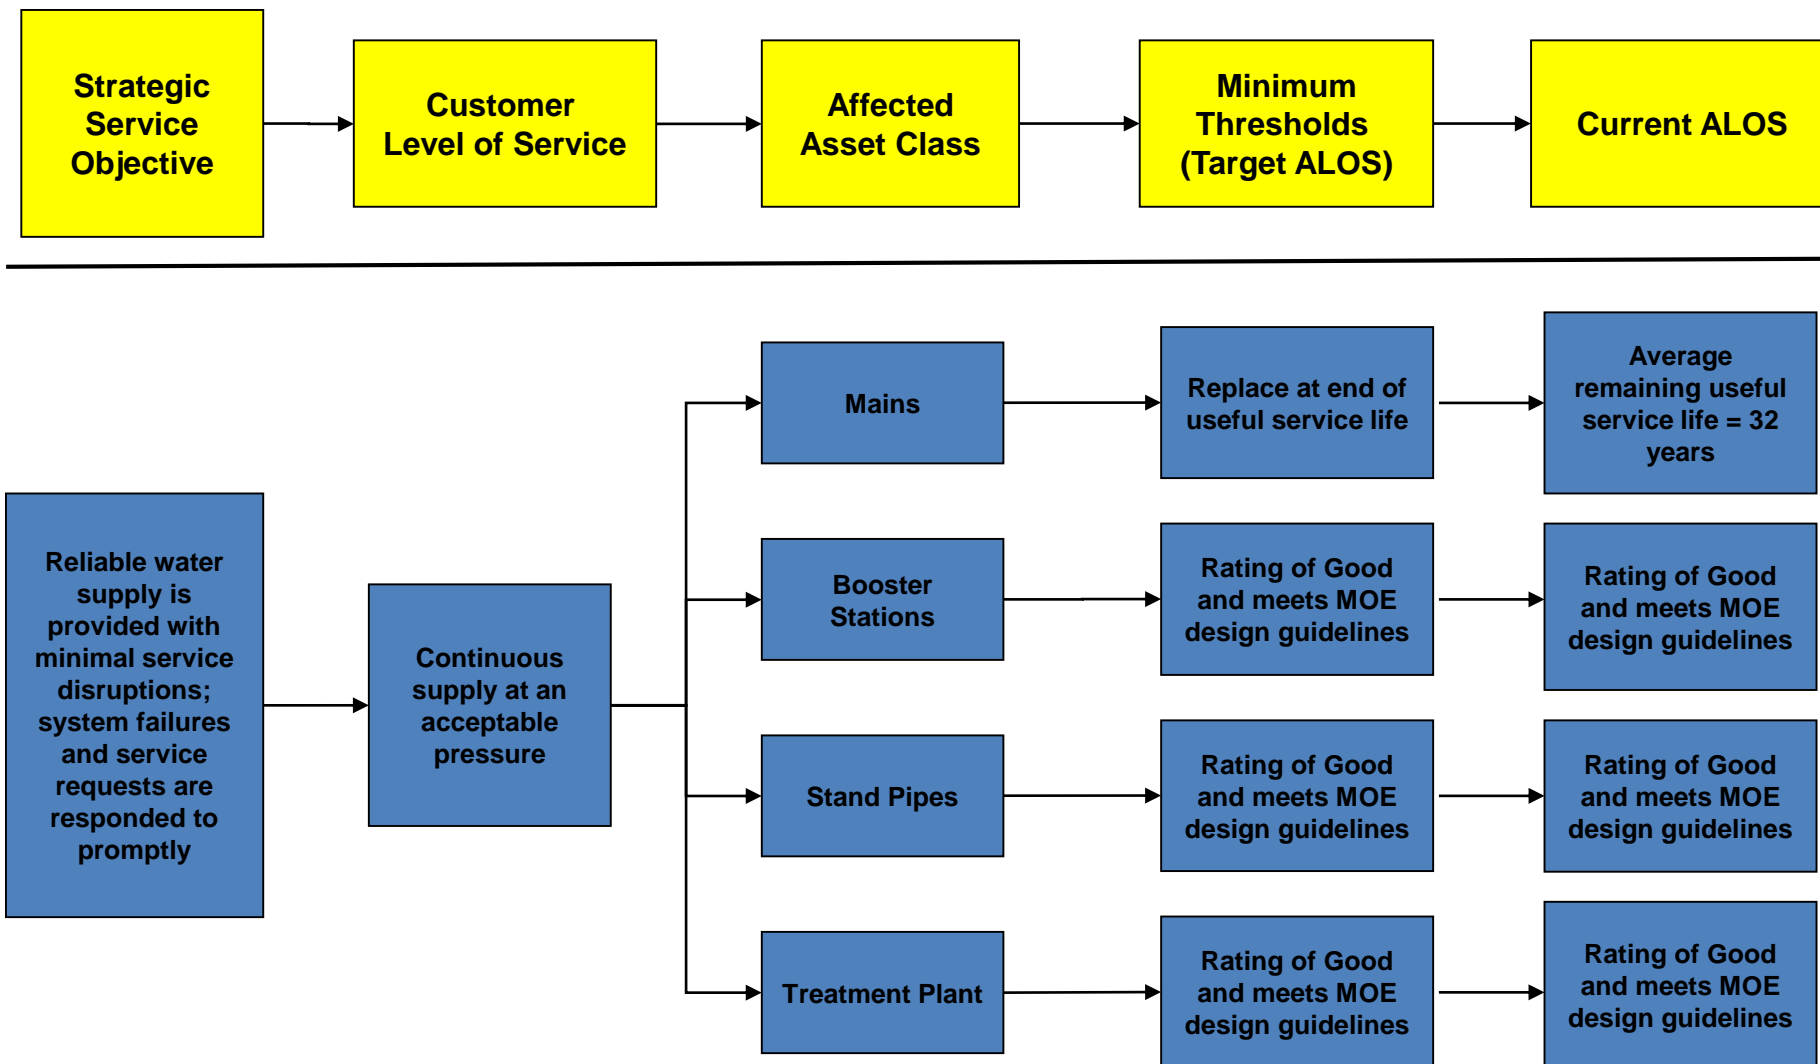 Strategic
Service
Objective
Customer
Level of Service
Affected
Asset Class
Minimum
Thresholds
(Target ALOS)
Current ALOS
Reliable water
supply is
provided with
minimal service
disruptions;
system failures
and service
requests are
responded to
promptly
Continuous
supply at an
acceptable
pressure
Mains
Replace at end of
useful service life
Average
remaining useful
service life = 32
years
Booster
Stations
Rating of Good
and meets MOE
design guidelines
Rating of Good
and meets MOE
design guidelines
Stand Pipes
Rating of Good
and meets MOE
design guidelines
Rating of Good
and meets MOE
design guidelines
Treatment Plant
Rating of Good
and meets MOE
design guidelines
Rating of Good
and meets MOE
design guidelines